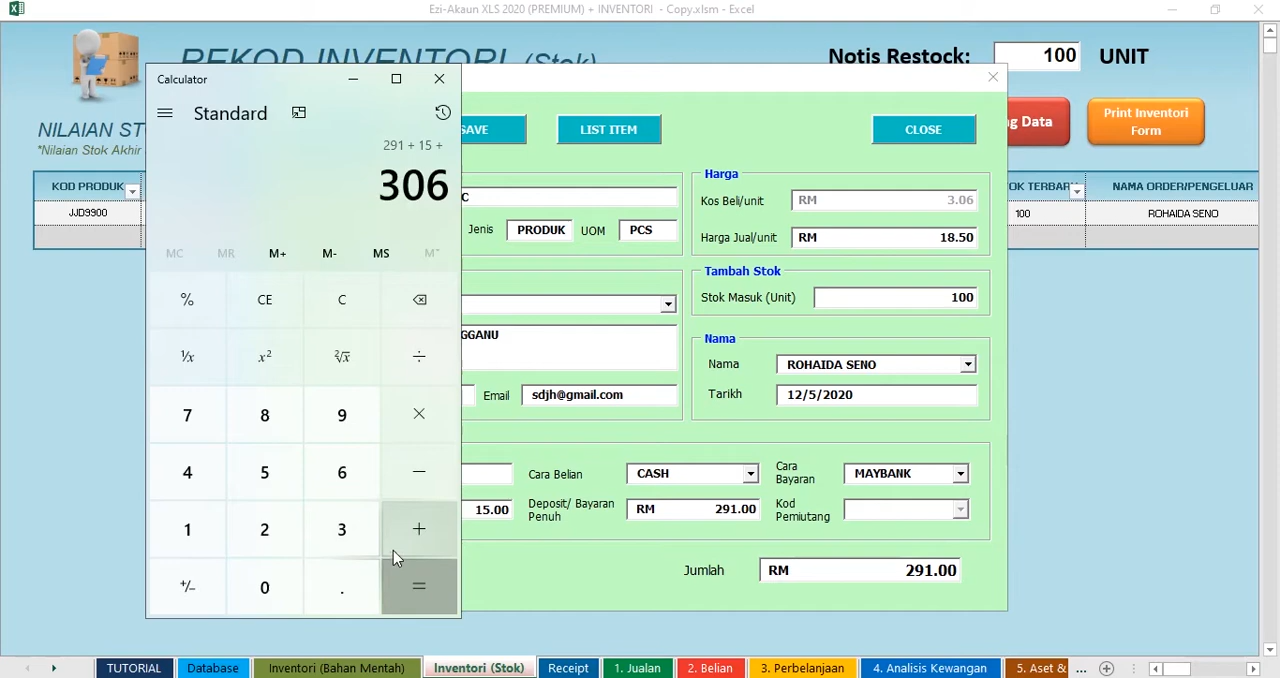 Ezi-Akaun XLS 2020 (PREMIUM) + INVENTORI - Copy.xlsm - Excel
REKOD INVENTORI (Stok)
Notis Restock: 100 UNIT
Calculator
Standard
291 + 15 +
306
MC MR M+ M- MS M˅
% CE C
¹/x x² ²√x ÷
7 8 9 ×
4 5 6 −
1 2 3 +
+/− 0 . =
NILAIAN ST
*Nilaian Stok Akhir
KOD PRODUK
JJD9900
SAVE LIST ITEM CLOSE
g Data
Print Inventori
Form
C
Jenis PRODUK UOM PCS
GGANU
Email sdjh@gmail.com
Harga
Kos Beli/unit RM 3.06
Harga Jual/unit RM 18.50
Tambah Stok
Stok Masuk (Unit) 100
Nama
Nama ROHAIDA SENO
Tarikh 12/5/2020
OK TERBAR NAMA ORDER/PENGELUAR
100 ROHAIDA SENO
Cara Belian CASH
Cara
Bayaran MAYBANK
15.00
Deposit/ Bayaran
Penuh RM 291.00
Kod
Pemiutang
Jumlah RM 291.00
TUTORIAL Database Inventori (Bahan Mentah) Inventori (Stok) Receipt 1. Jualan 2. Belian 3. Perbelanjaan 4. Analisis Kewangan 5. Aset & ...